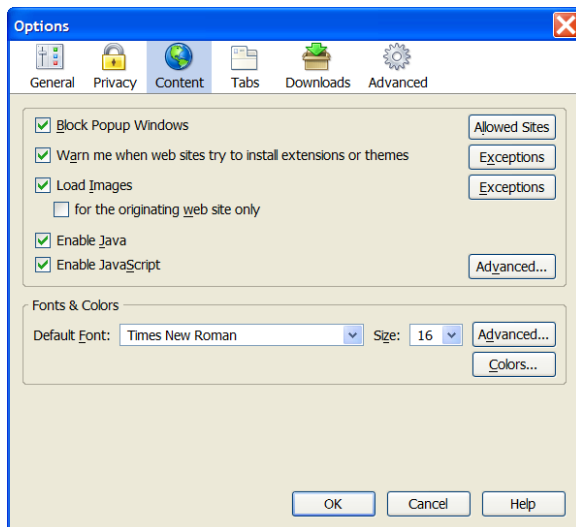 Options
General Privacy Content Tabs Downloads Advanced
Block Popup Windows Allowed Sites
Warn me when web sites try to install extensions or themes Exceptions
Load Images Exceptions
for the originating web site only
Enable Java
Enable JavaScript Advanced...
Fonts & Colors
Default Font: Times New Roman Size: 16 Advanced...
Colors...
OK Cancel Help